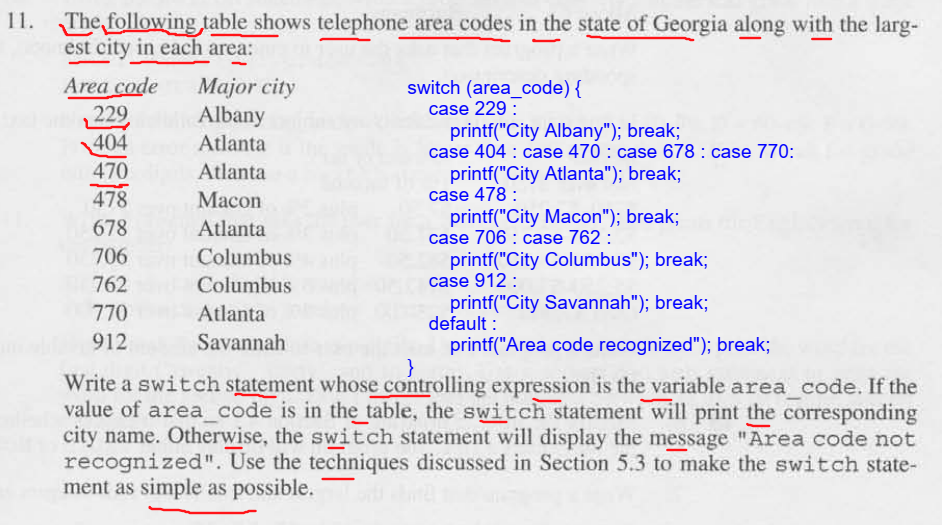 11. The following table shows telephone area codes in the state of Georgia along with the larg-
est city in each area:
Area code Major city
229 Albany
404 Atlanta
470 Atlanta
478 Macon
678 Atlanta
706 Columbus
762 Columbus
770 Atlanta
912 Savannah
switch (area_code) {
case 229 :
printf("City Albany"); break;
case 404 : case 470 : case 678 : case 770:
printf("City Atlanta"); break;
case 478 :
printf("City Macon"); break;
case 706 : case 762 :
printf("City Columbus"); break;
case 912 :
printf("City Savannah"); break;
default :
printf("Area code recognized"); break;
}
Write a switch statement whose controlling expression is the variable area_code. If the
value of area_code is in the table, the switch statement will print the corresponding
city name. Otherwise, the switch statement will display the message "Area code not
recognized". Use the techniques discussed in Section 5.3 to make the switch state-
ment as simple as possible.